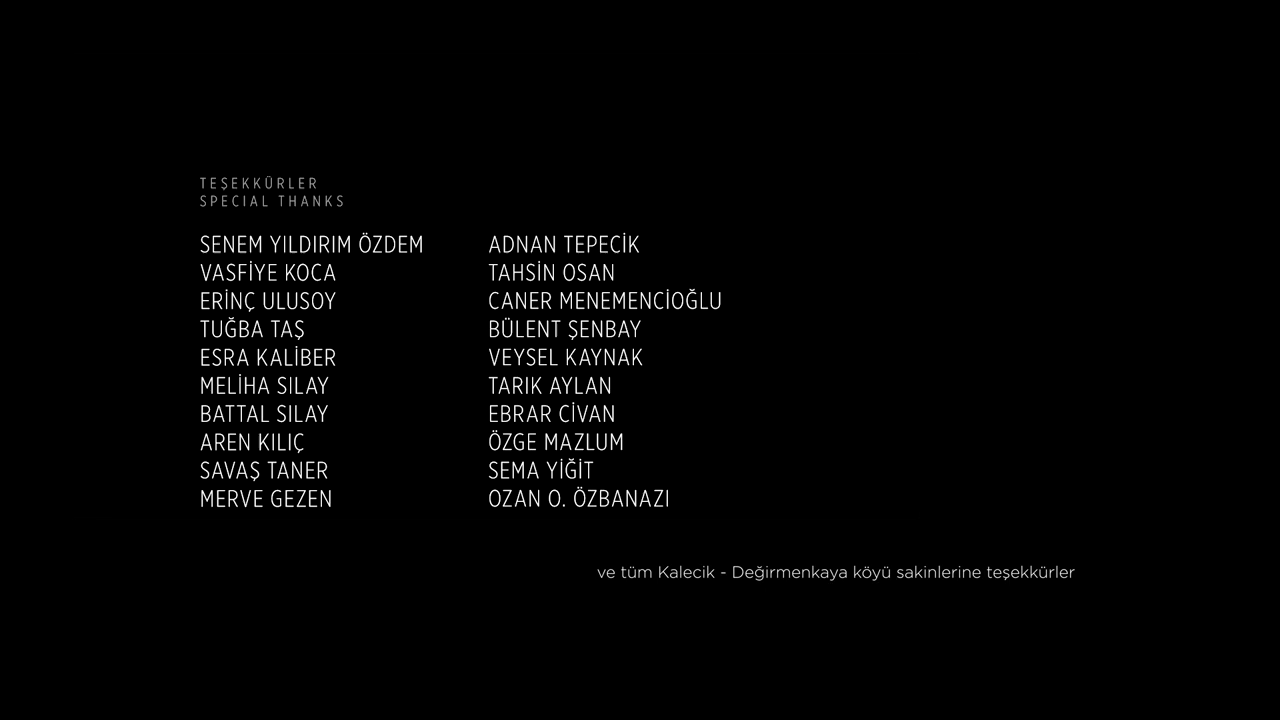 TEŞEKKÜRLER
SPECIAL THANKS
SENEM YILDIRIM ÖZDEM
VASFİYE KOCA
ERİNÇ ULUSOY
TUĞBA TAŞ
ESRA KALİBER
MELİHA SILAY
BATTAL SILAY
AREN KILIÇ
SAVAŞ TANER
MERVE GEZEN
ADNAN TEPECİK
TAHSİN OSAN
CANER MENEMENCİOĞLU
BÜLENT ŞENBAY
VEYSEL KAYNAK
TARIK AYLAN
EBRAR CİVAN
ÖZGE MAZLUM
SEMA YİĞİT
OZAN O. ÖZBANAZI
ve tüm Kalecik - Değirmenkaya köyü sakinlerine teşekkürler